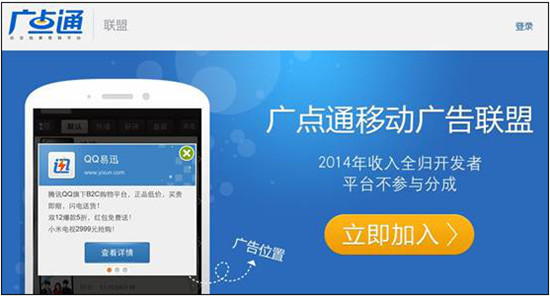 广点通
联盟
登录
默认
QQ易迅
www.yixun.com
腾讯QQ旗下B2C购物平台，正品低价，买贵
即赔，闪电送货！
双12爆款5折，红包免费送！
小米电视2999元抢购！
查看详情
广告位置
广点通移动广告联盟
2014年收入全归开发者
平台不参与分成
立即加入